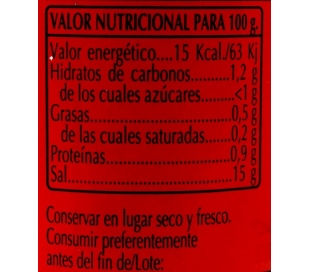 VALOR NUTRICIONAL PARA 100 g.
Valor energético....15 Kcal./63 Kj
Hidratos de carbonos..........1,2 g
de los cuales azúcares........<1 g
Grasas..............................0,5 g
de las cuales saturadas.......0,2 g
Proteínas..........................0,9 g
Sal....................................15 g
Conservar en lugar seco y fresco.
Consumir preferentemente
antes del fin de/Lote: